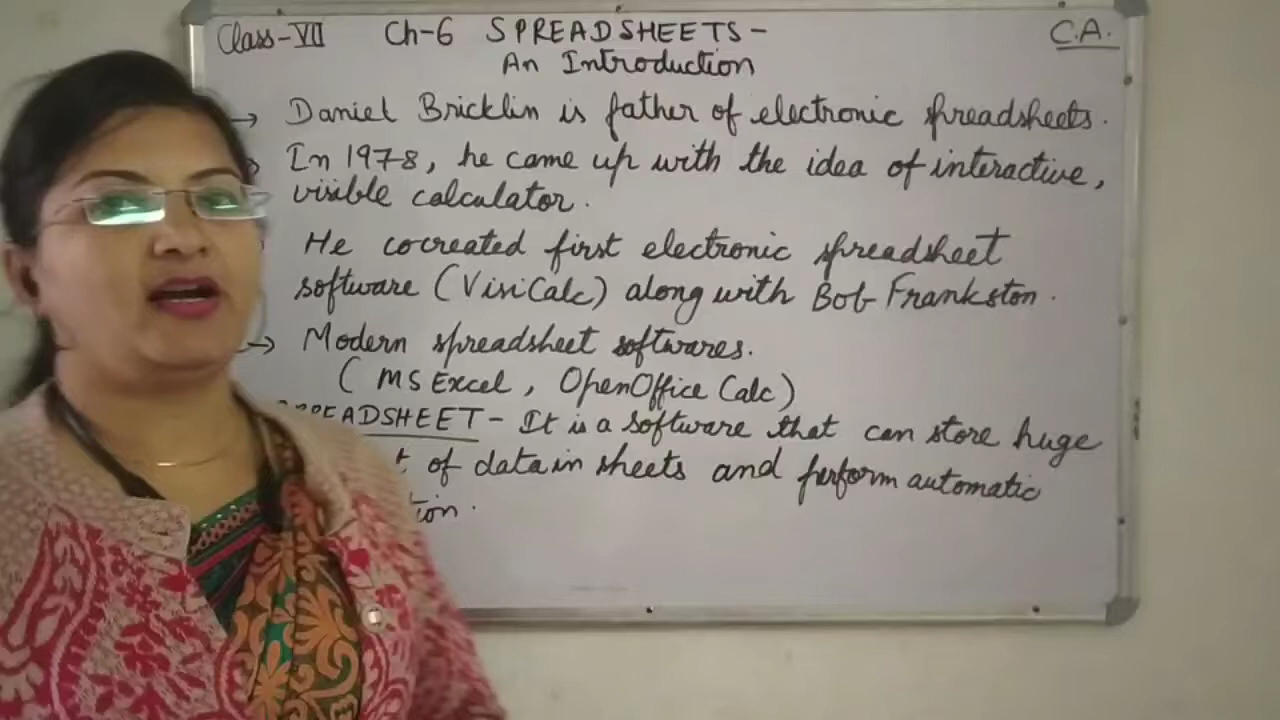 Class-VII Ch-6 SPREADSHEETS- C.A.
An Introduction
→ Daniel Bricklin is father of electronic spreadsheets.
In 1978, he came up with the idea of interactive,
visible calculator.
He cocreated first electronic spreadsheet
software (VisiCalc) along with Bob Frankston.
→ Modern spreadsheet softwares.
(MS Excel, OpenOffice Calc)
SPREADSHEET- It is a software that can store huge
of data in sheets and perform automatic